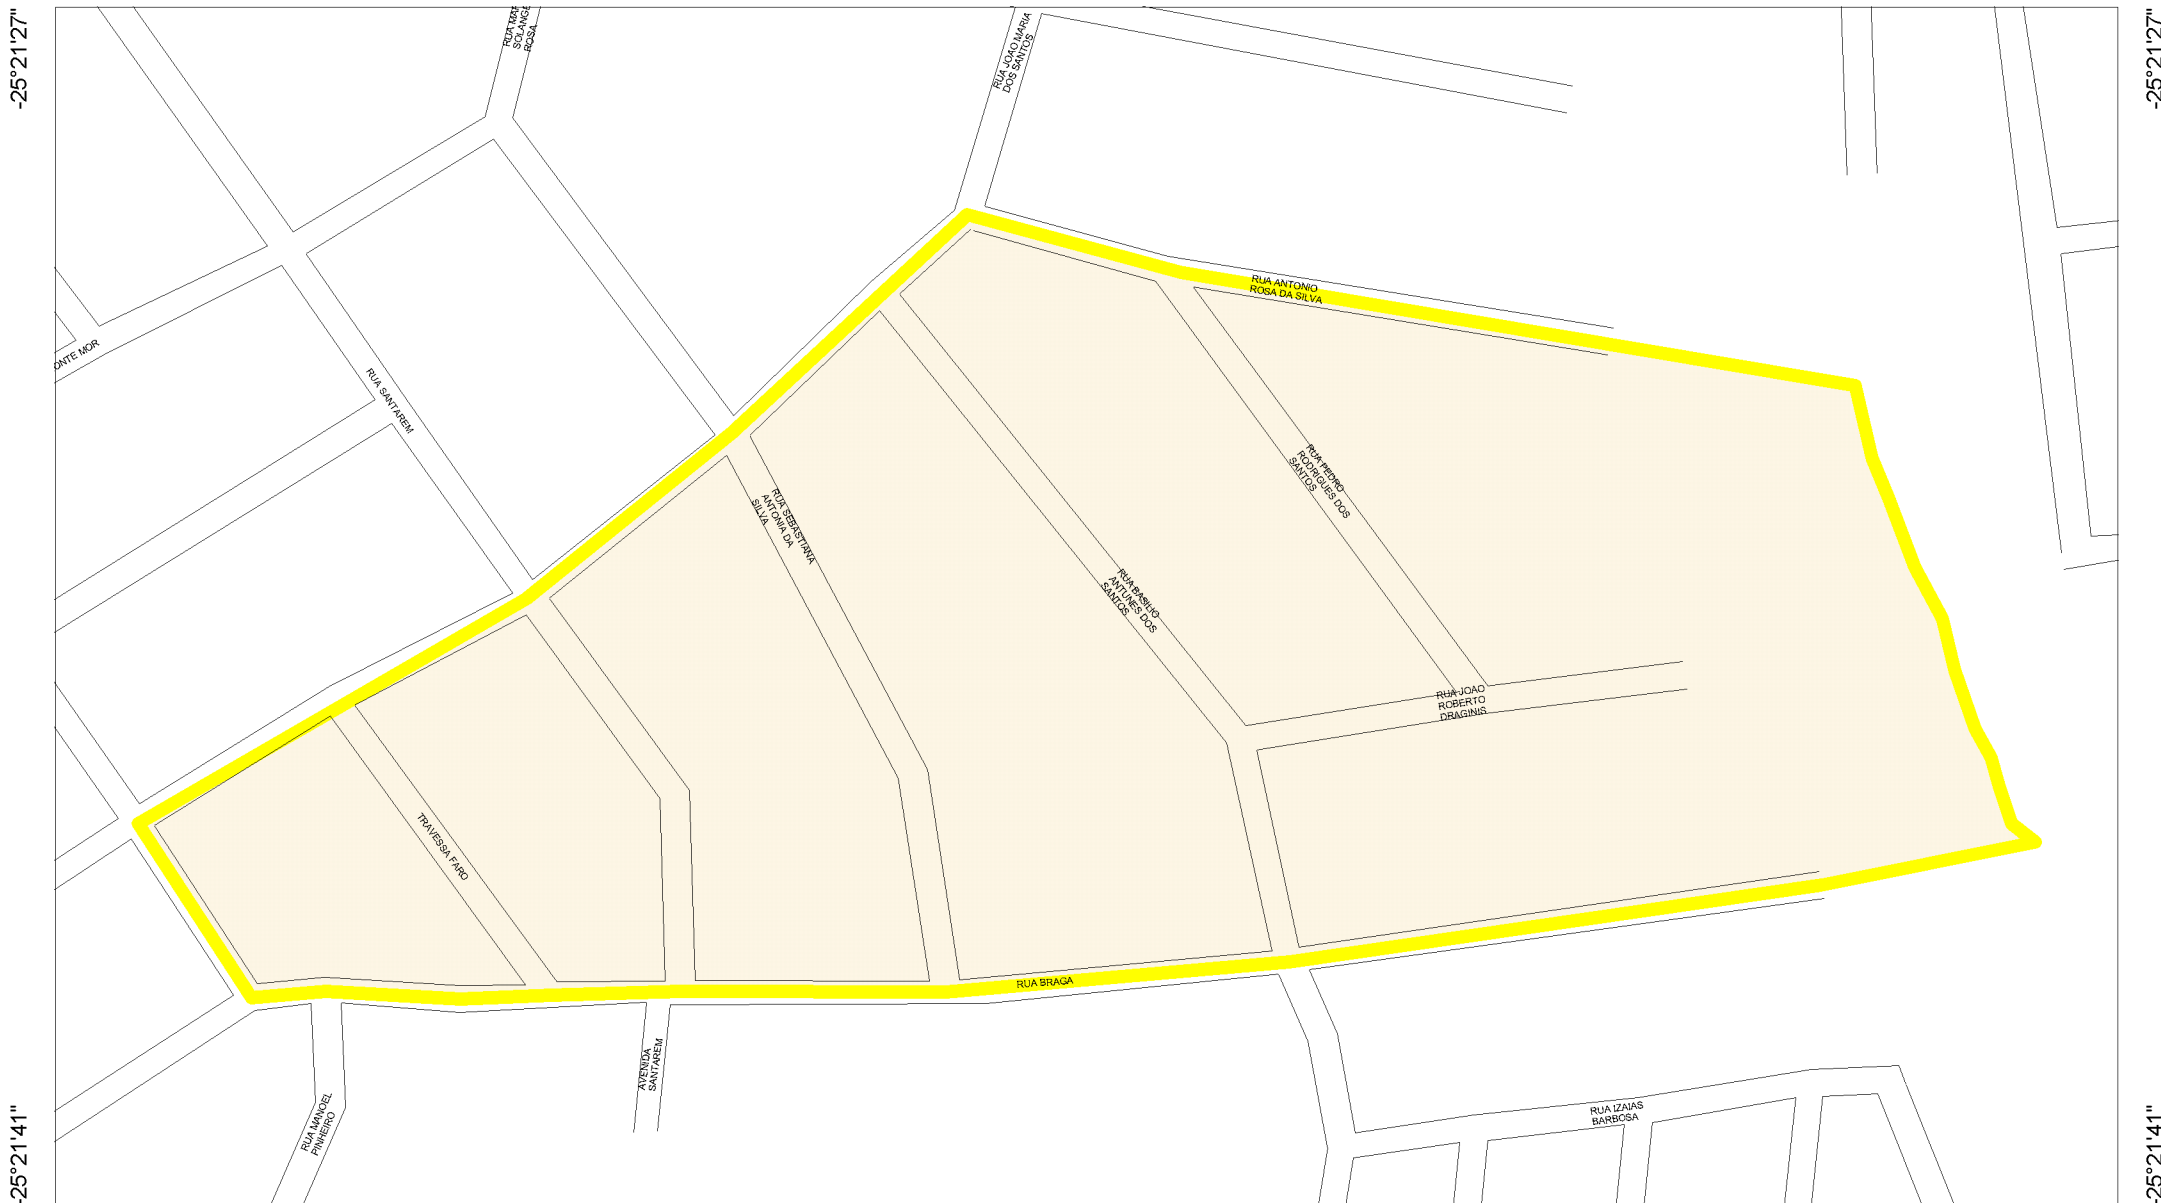 -25°21'27"
-25°21'27"
SOLANGE
ROSA
RUA JOAO MARIA
DOS SANTOS
RUA ANTONIO
ROSA DA SILVA
ONTE MOR
RUA SANTAREM
RUA PEDRO
RODRIGUES DOS
SANTOS
RUA SEBASTIANA
ANTONIA DA
SILVA
RUA BASILIO
ANTUNES DOS
SANTOS
RUA JOAO
ROBERTO
DRAGINIS
TRAVESSA FARO
RUA BRAGA
AVENIDA
SANTAREM
RUA MANOEL
PINHEIRO
RUA IZAIAS
BARBOSA
-25°21'41"
-25°21'41"